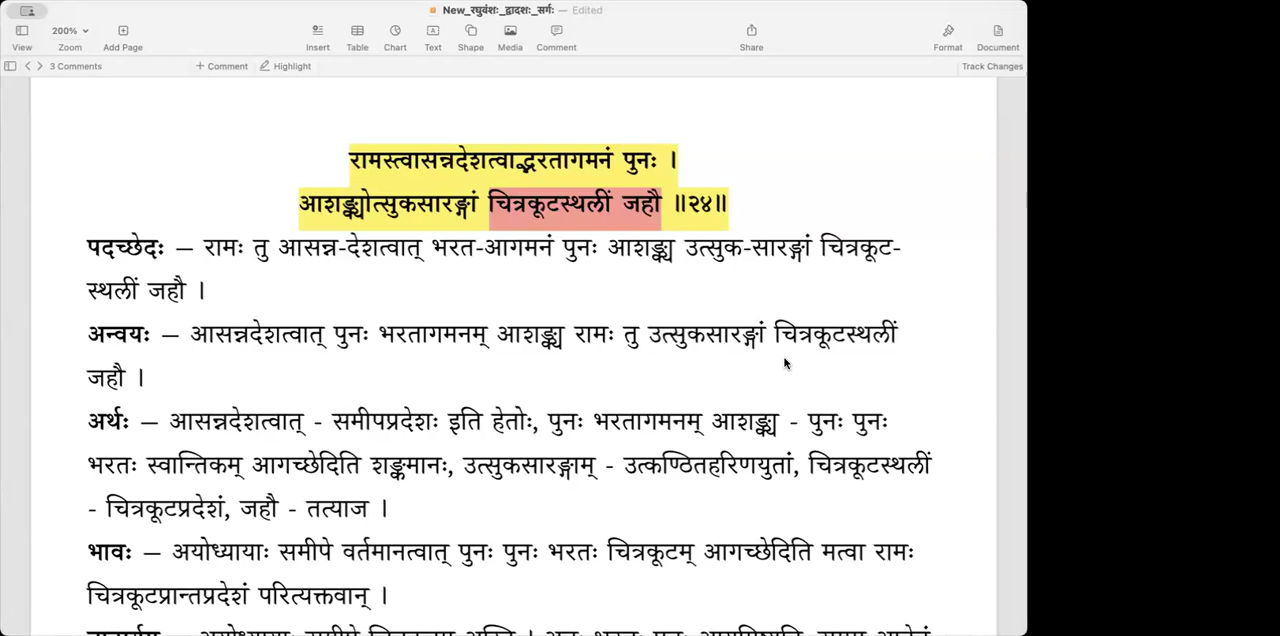 New_रघुवंशः_द्वादशः_सर्गः — Edited
200%
View Zoom Add Page Insert Table Chart Text Shape Media Comment Share Format Document
3 Comments + Comment Highlight Track Changes
रामस्त्वासन्नदेशत्वाद्भरतागमनं पुनः ।
आशङ्क्योत्सुकसारङ्गां चित्रकूटस्थलीं जहौ ॥२४॥
पदच्छेदः — रामः तु आसन्न-देशत्वात् भरत-आगमनं पुनः आशङ्क्य उत्सुक-सारङ्गां चित्रकूट-
स्थलीं जहौ ।
अन्वयः — आसन्नदेशत्वात् पुनः भरतागमनम् आशङ्क्य रामः तु उत्सुकसारङ्गां चित्रकूटस्थलीं
जहौ ।
अर्थः — आसन्नदेशत्वात् - समीपप्रदेशः इति हेतोः, पुनः भरतागमनम् आशङ्क्य - पुनः पुनः
भरतः स्वान्तिकम् आगच्छेदिति शङ्कमानः, उत्सुकसारङ्गाम् - उत्कण्ठितहरिणयुतां, चित्रकूटस्थलीं
- चित्रकूटप्रदेशं, जहौ - तत्याज ।
भावः — अयोध्यायाः समीपे वर्तमानत्वात् पुनः पुनः भरतः चित्रकूटम् आगच्छेदिति मत्वा रामः
चित्रकूटप्रान्तप्रदेशं परित्यक्तवान् ।